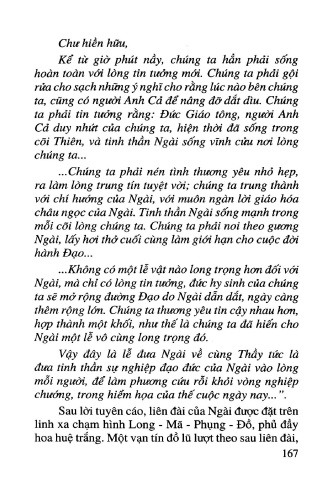 Chư hiền hữu,
Kể từ giờ phút nầy, chúng ta hẳn phải sống
hoàn toàn với lòng tin tưởng mới. Chúng ta phải gội
rửa cho sạch những ý nghĩ cho rằng lúc nào bên chúng
ta, cũng có người Anh Cả để nâng đỡ dắt dìu. Chúng
ta phải tin tưởng rằng: Đức Giáo tông, người Anh
Cả duy nhứt của chúng ta, hiện thời đã sống trong
cõi Thiên, và tinh thần Ngài sống vĩnh cửu nơi lòng
chúng ta...
...Chúng ta phải nén tình thương yêu nhỏ hẹp,
ra làm lòng trung tín tuyệt vời; chúng ta trung thành
với chí hướng của Ngài, với muôn ngàn lời giáo hóa
châu ngọc của Ngài. Tinh thần Ngài sống mạnh trong
mỗi cõi lòng chúng ta. Chúng ta phải noi theo gương
Ngài, lấy hơi thở cuối cùng làm giới hạn cho cuộc đời
hành Đạo...
...Không có một lễ vật nào long trọng hơn đối với
Ngài, mà chỉ có lòng tin tưởng, đức hy sinh của chúng
ta sẽ mở rộng đường Đạo do Ngài dẫn dắt, ngày càng
thêm rộng lớn. Chúng ta thương yêu tin cậy nhau hơn,
hợp thành một khối, như thế là chúng ta đã hiến cho
Ngài một lễ vô cùng long trọng đó.
Vậy đây là lễ đưa Ngài về cùng Thầy tức là
đưa tinh thần sự nghiệp đạo đức của Ngài vào lòng
mỗi người, để làm phương cứu rỗi khỏi vòng nghiệp
chướng, trong hiểm họa của thế cuộc ngày nay...".
Sau lời tuyên cáo, liên đài của Ngài được đặt trên
linh xa chạm hình Long - Mã - Phụng - Đồ, phủ đầy
hoa huệ trắng. Một vạn tín đồ lũ lượt theo sau liên đài,
167